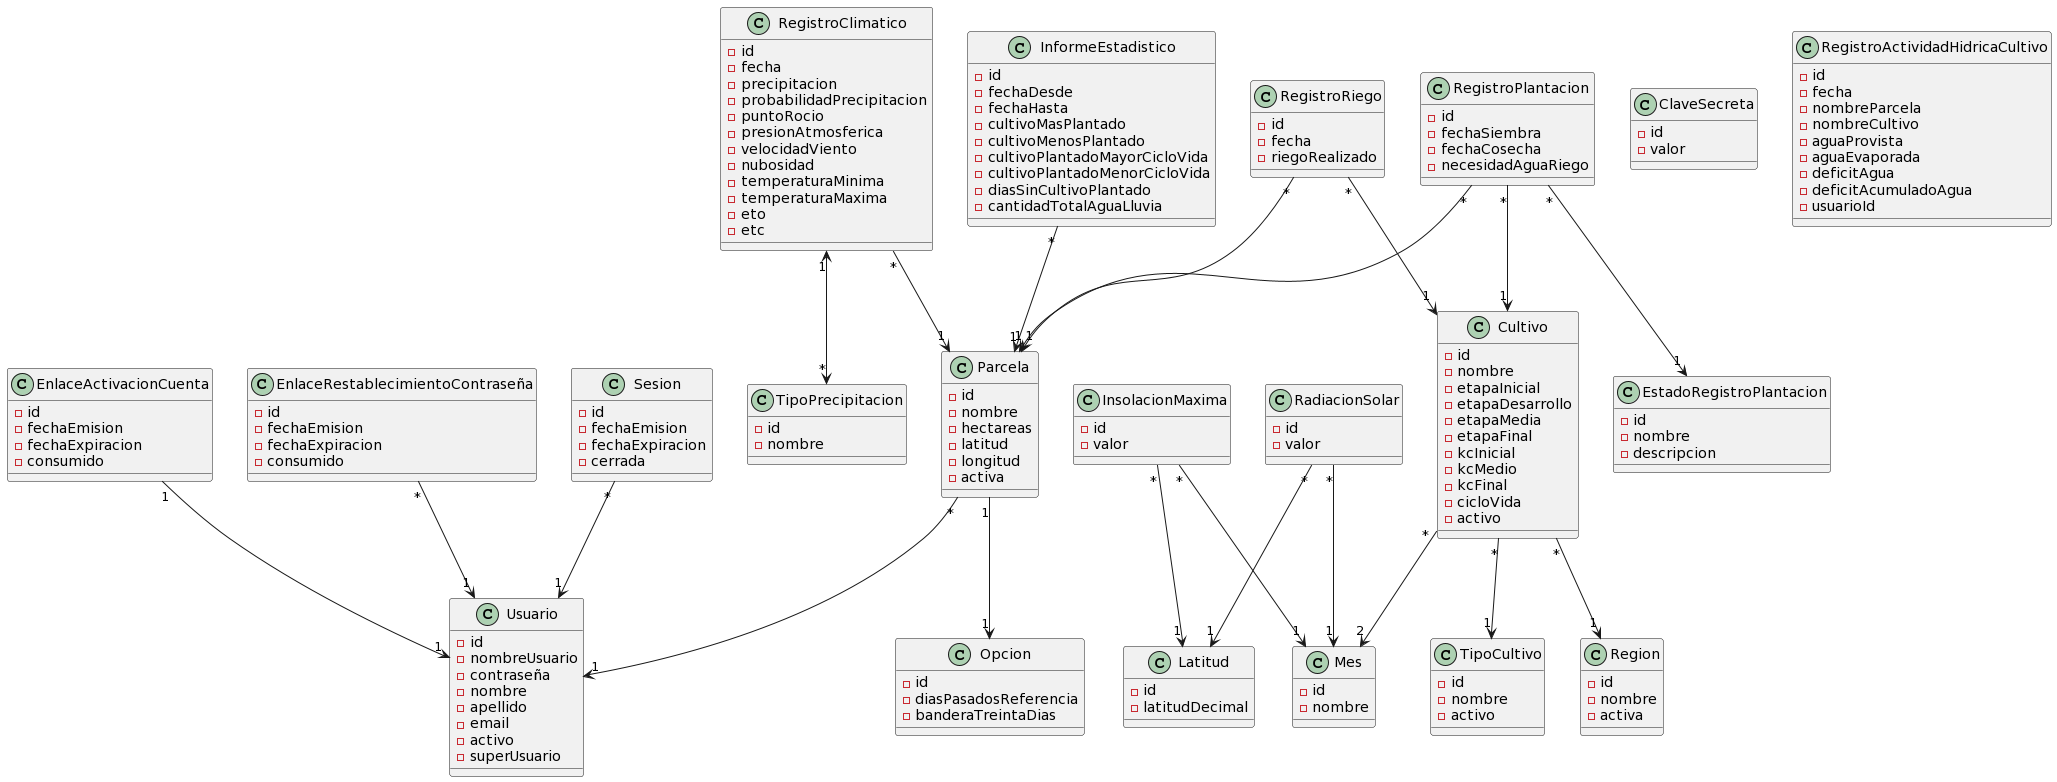 C RegistroClimatico
id
fecha
precipitacion
probabilidadPrecipitacion
puntoRocio
presionAtmosferica
velocidadViento
nubosidad
temperaturaMinima
temperaturaMaxima
eto
etc
C InformeEstadistico
id
fechaDesde
fechaHasta
cultivoMasPlantado
cultivoMenosPlantado
cultivoPlantadoMayorCicloVida
cultivoPlantadoMenorCicloVida
diasSinCultivoPlantado
cantidadTotalAguaLluvia
C RegistroRiego
id
fecha
riegoRealizado
C RegistroPlantacion
id
fechaSiembra
fechaCosecha
necesidadAguaRiego
C ClaveSecreta
id
valor
C RegistroActividadHidricaCultivo
id
fecha
nombreParcela
nombreCultivo
aguaProvista
aguaEvaporada
deficitAgua
deficitAcumuladoAgua
usuarioId
* * * * *
*
1 *
1 1
1 1 1
1
* 1
C EnlaceActivacionCuenta
id
fechaEmision
fechaExpiracion
consumido
C EnlaceRestablecimientoContraseña
id
fechaEmision
fechaExpiracion
consumido
C Sesion
id
fechaEmision
fechaExpiracion
cerrada
C TipoPrecipitacion
id
nombre
C Parcela
id
nombre
hectareas
latitud
longitud
activa
C InsolacionMaxima
id
valor
C RadiacionSolar
id
valor
C Cultivo
id
nombre
etapaInicial
etapaDesarrollo
etapaMedia
etapaFinal
kcInicial
kcMedio
kcFinal
cicloVida
activo
C EstadoRegistroPlantacion
id
nombre
descripcion
1 * * * 1 * * * *
* * *
1 1
1 1 1 1 1 1 2 1 1
1
C Usuario
id
nombreUsuario
contraseña
nombre
apellido
email
activo
superUsuario
C Opcion
id
diasPasadosReferencia
banderaTreintaDias
C Latitud
id
latitudDecimal
C Mes
id
nombre
C TipoCultivo
id
nombre
activo
C Region
id
nombre
activa